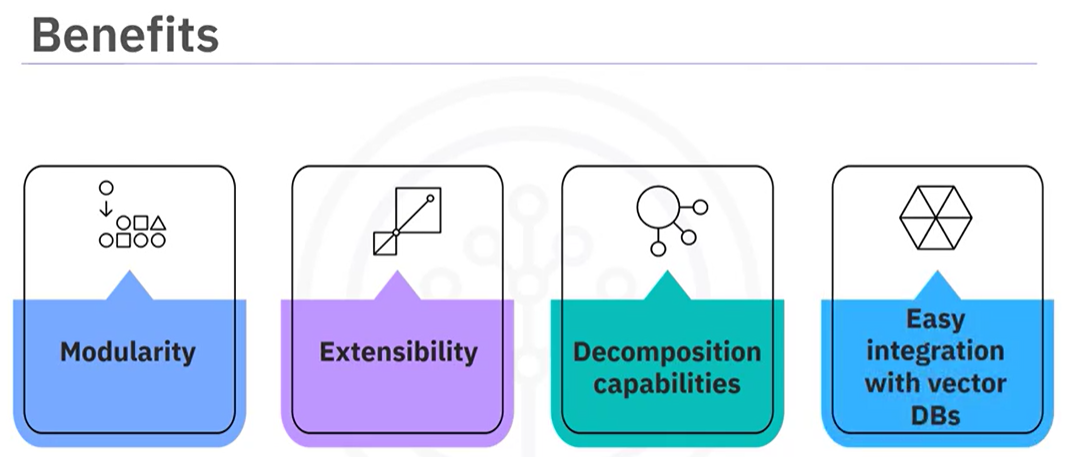 Benefits
Modularity
Extensibility
Decomposition
capabilities
Easy
integration
with vector
DBs